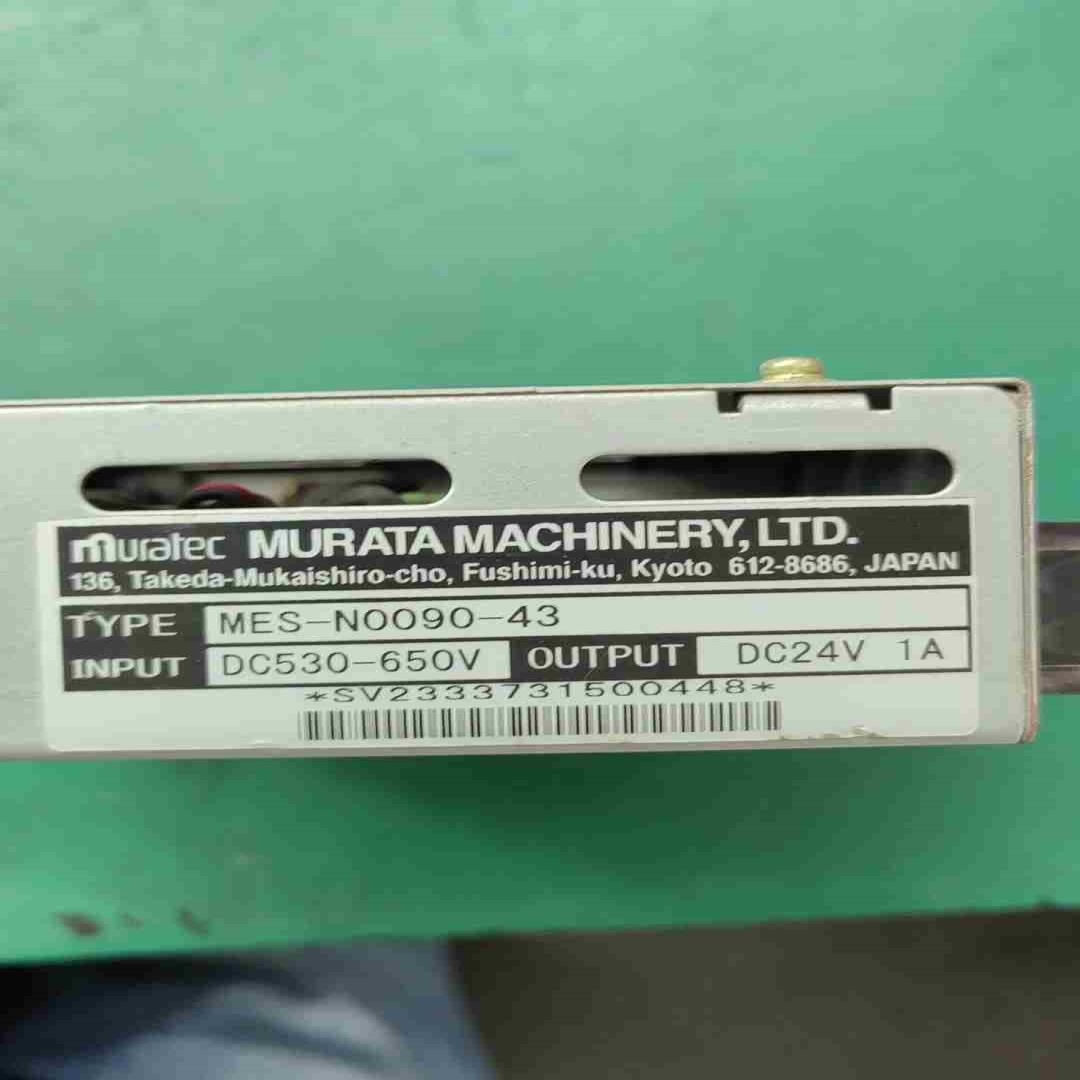 muratec MURATA MACHINERY, LTD.
136, Takeda-Mukaishiro-cho, Fushimi-ku, Kyoto 612-8686, JAPAN
TYPE MES-N0090-43
INPUT DC530-650V OUTPUT DC24V 1A
*SV2333731500448*